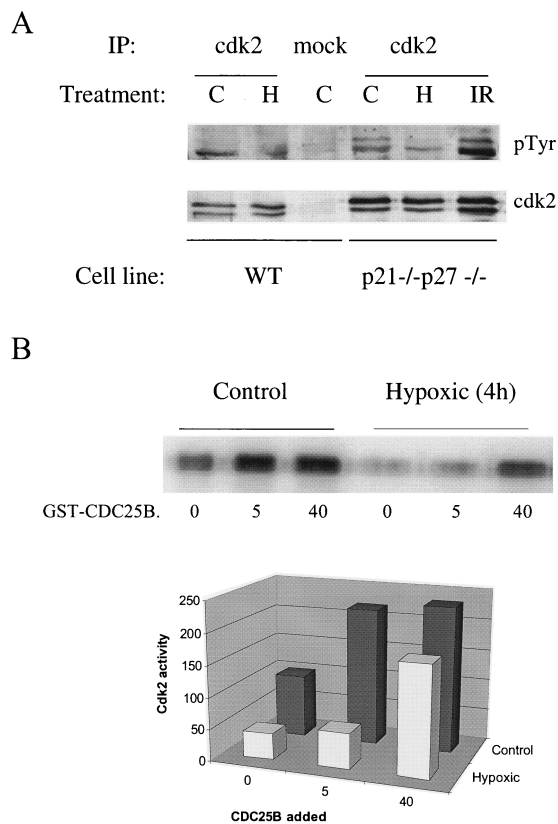 A
IP: cdk2 mock cdk2
Treatment: C H C C H IR
pTyr
cdk2
Cell line: WT p21-/-p27 -/-
B
Control Hypoxic (4h)
GST-CDC25B. 0 5 40 0 5 40
250
200
150
100
50
0
Cdk2 activity
0 5 40
Control
Hypoxic
CDC25B added